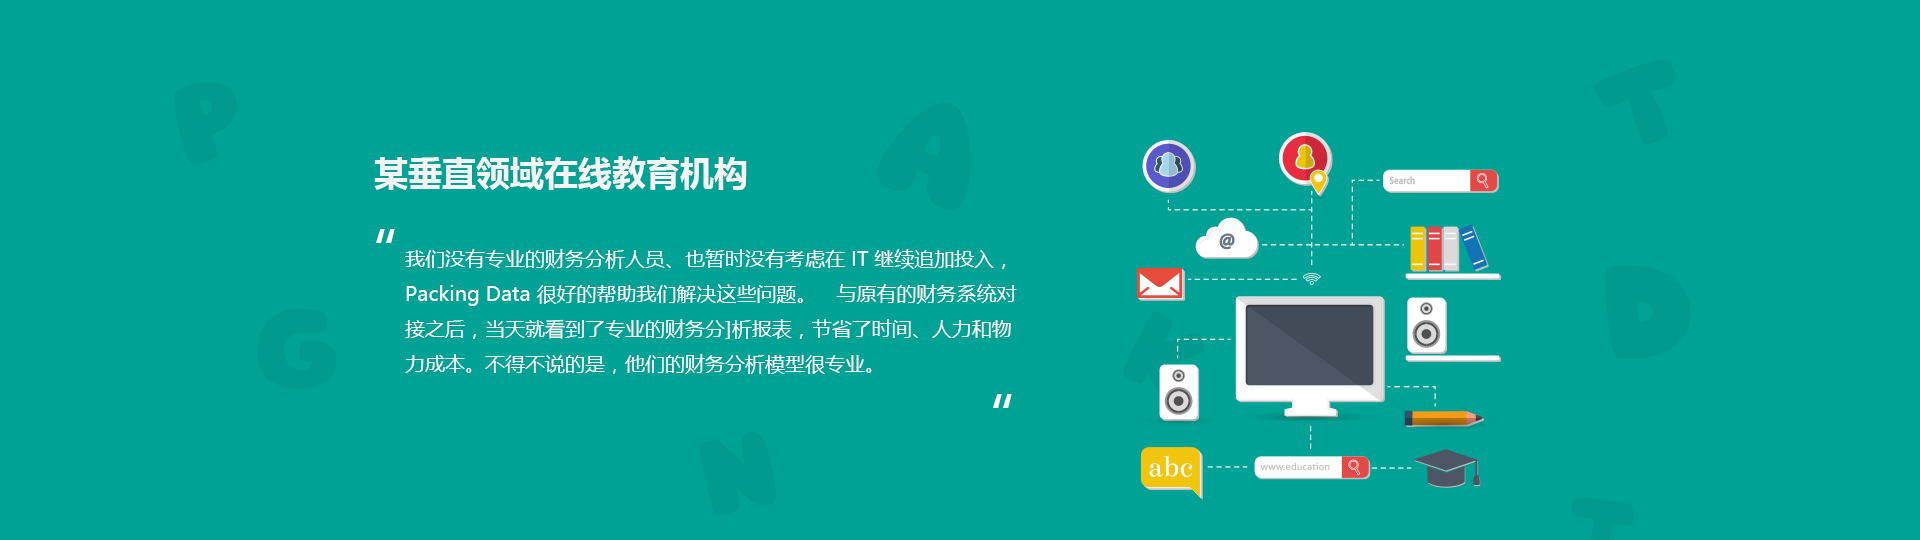 某垂直领域在线教育机构
“
我们没有专业的财务分析人员、也暂时没有考虑在 IT 继续追加投入，
Packing Data 很好的帮助我们解决这些问题。 与原有的财务系统对
接之后，当天就看到了专业的财务分]析报表，节省了时间、人力和物
力成本。不得不说的是，他们的财务分析模型很专业。
”
Search
@
www.education
abc
P
A
T
G
K
D
N
T